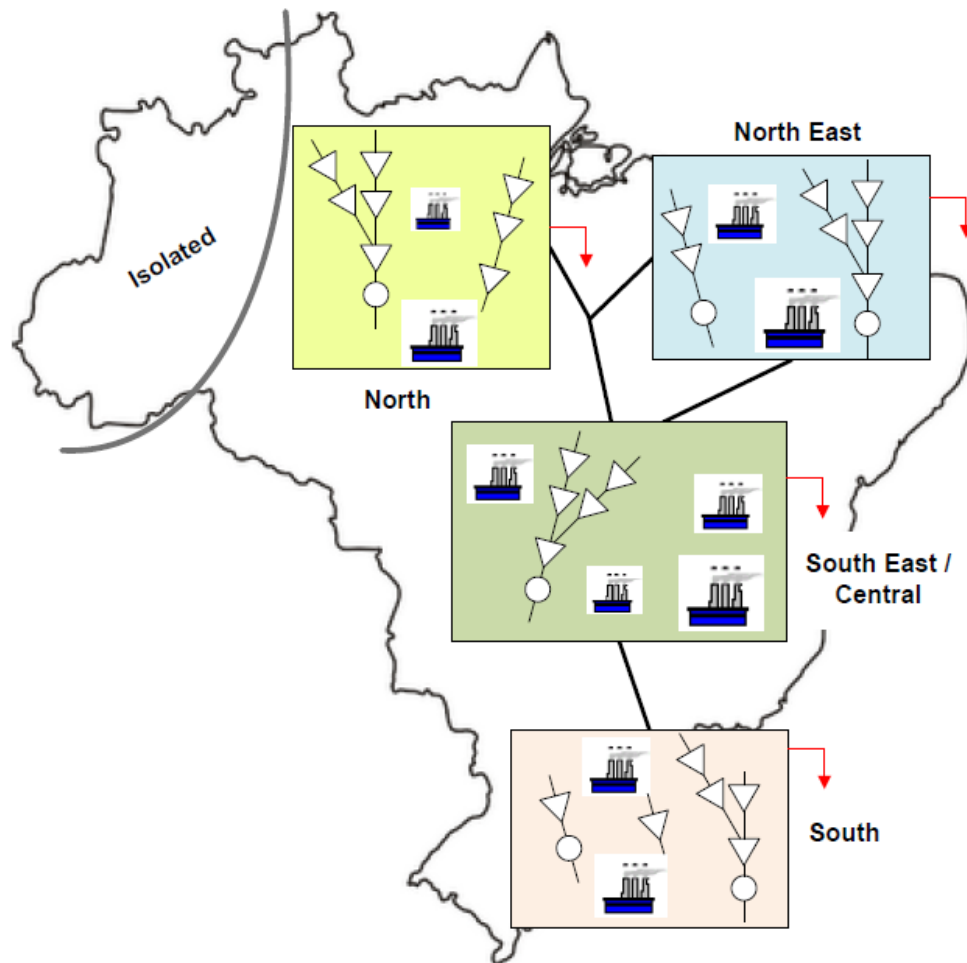 North East
Isolated
North
South East /
Central
South